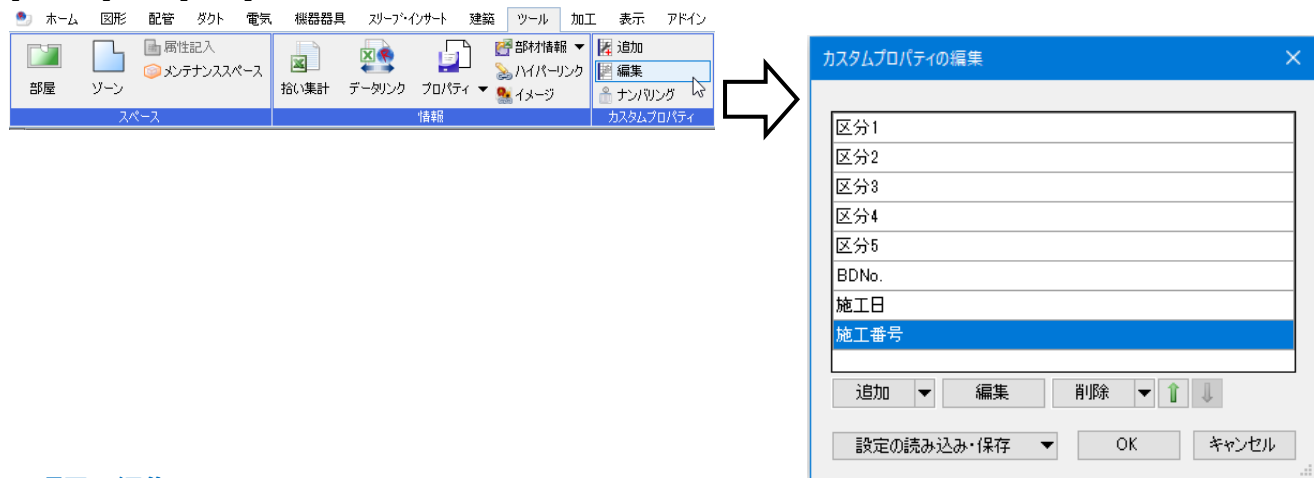 ホーム 図形 配管 ダクト 電気 機器器具 スリーブ・インサート 建築 ツール 加工 表示 アドイン
部屋 ゾーン 属性記入 メンテナンススペース
スペース
拾い集計 データリンク プロパティ 部材情報 ハイパーリンク イメージ
情報
追加
編集
ナンバリング
カスタムプロパティ
カスタムプロパティの編集
区分1
区分2
区分3
区分4
区分5
BDNo.
施工日
施工番号
追加 編集 削除
設定の読み込み・保存 OK キャンセル